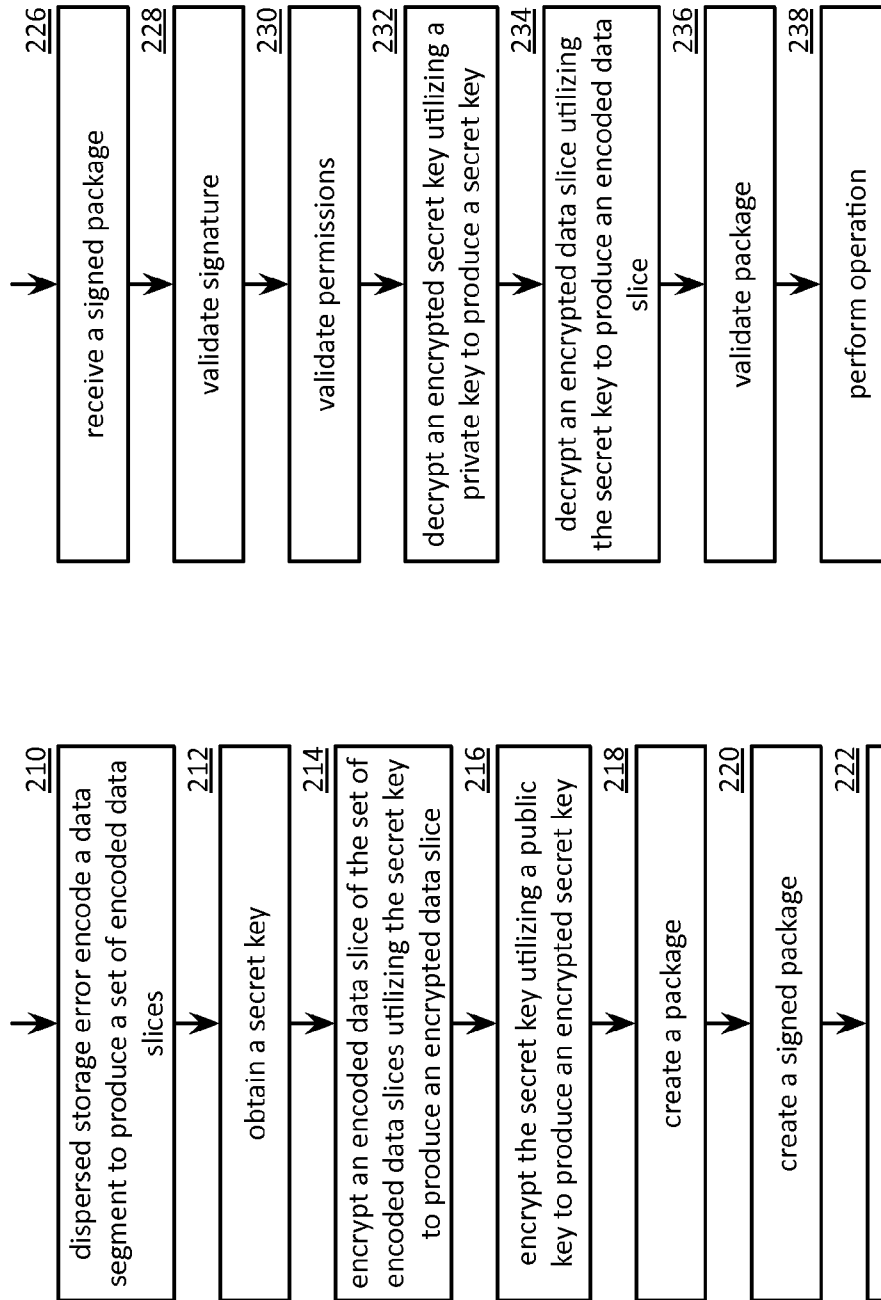 210
dispersed storage error encode a data
segment to produce a set of encoded data
slices
212
obtain a secret key
214
encrypt an encoded data slice of the set of
encoded data slices utilizing the secret key
to produce an encrypted data slice
216
encrypt the secret key utilizing a public
key to produce an encrypted secret key
218
create a package
220
create a signed package
222
226
receive a signed package
228
validate signature
230
validate permissions
232
decrypt an encrypted secret key utilizing a
private key to produce a secret key
234
decrypt an encrypted data slice utilizing
the secret key to produce an encoded data
slice
236
validate package
238
perform operation